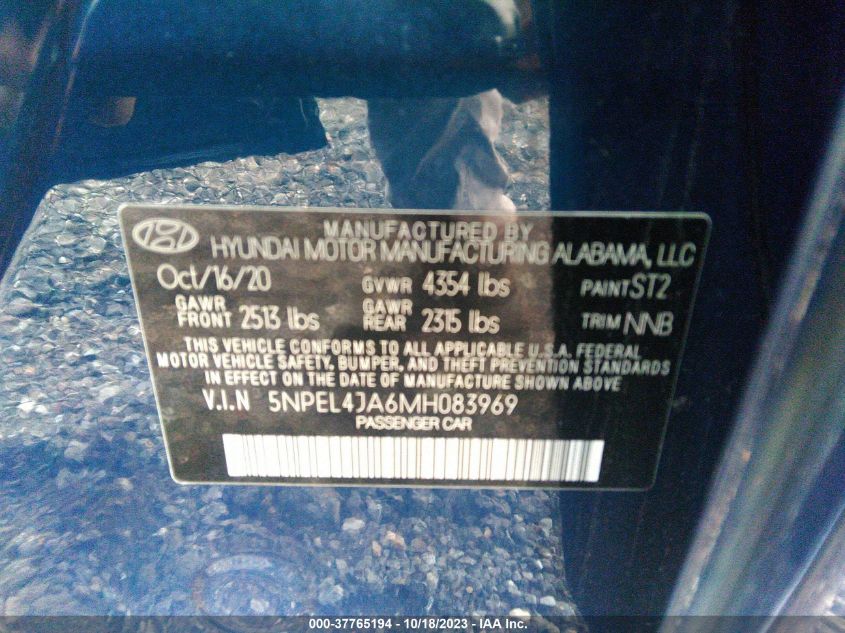 MANUFACTURED BY
HYUNDAI MOTOR MANUFACTURING ALABAMA, LLC
Oct/16/20 GVWR 4354 lbs PAINT ST2
GAWR FRONT 2513 lbs GAWR REAR 2315 lbs TRIM NNB
THIS VEHICLE CONFORMS TO ALL APPLICABLE U.S.A. FEDERAL
MOTOR VEHICLE SAFETY, BUMPER, AND THEFT PREVENTION STANDARDS
IN EFFECT ON THE DATE OF MANUFACTURE SHOWN ABOVE
V.I.N 5NPEL4JA6MH083969
PASSENGER CAR
000-37765194 - 10/18/2023 - IAA Inc.